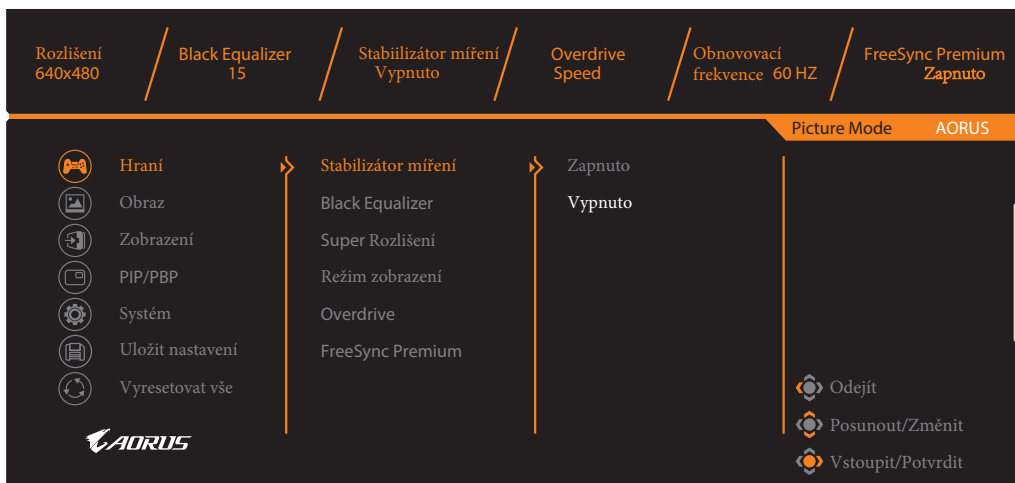 Rozlišení
640x480
Black Equalizer
15
Stabiilizátor míření
Vypnuto
Overdrive
Speed
Obnovovací
frekvence 60 HZ
FreeSync Premium
Zapnuto
Picture Mode AORUS
Hraní
Obraz
Zobrazení
PIP/PBP
Systém
Uložit nastavení
Vyresetovat vše
Stabilizátor míření
Black Equalizer
Super Rozlišení
Režim zobrazení
Overdrive
FreeSync Premium
Zapnuto
Vypnuto
Odejít
Posunout/Změnit
Vstoupit/Potvrdit
AORUS